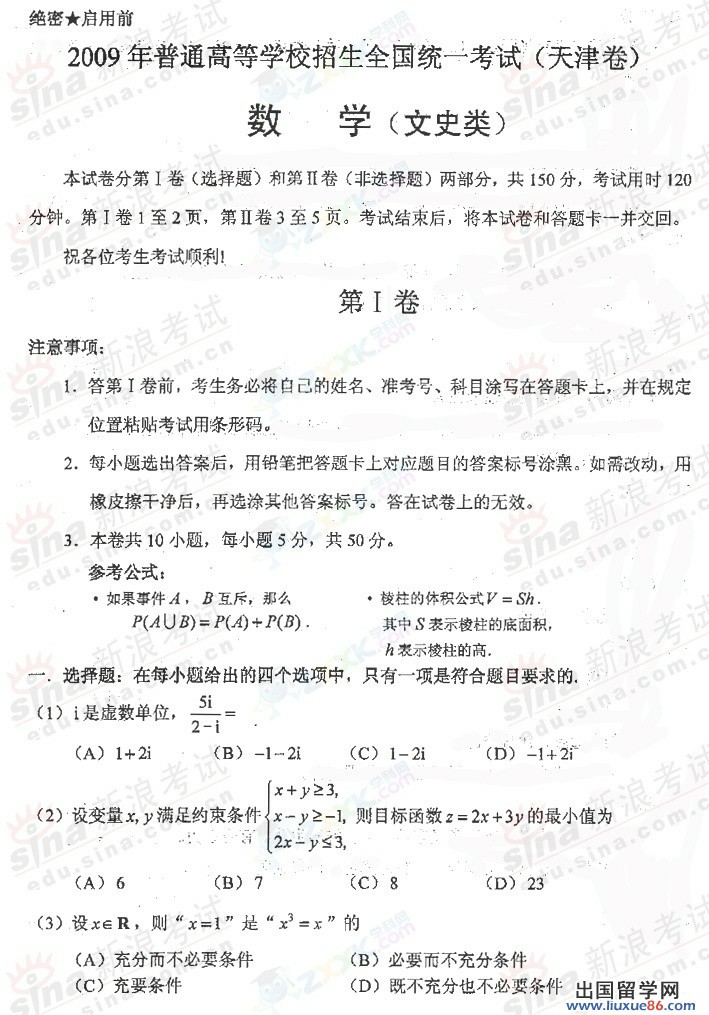 绝密★启用前
2009年普通高等学校招生全国统一考试（天津卷）
数 学（文史类）
本试卷分第Ⅰ卷（选择题）和第Ⅱ卷（非选择题）两部分，共150分，考试用时120
分钟。第Ⅰ卷1至2页，第Ⅱ卷3至5页。考试结束后，将本试卷和答题卡一并交回。
祝各位考生考试顺利!
第Ⅰ卷
注意事项:
1. 答第Ⅰ卷前，考生务必将自己的姓名、准考号、科目涂写在答题卡上，并在规定
位置粘贴考试用条形码。
2. 每小题选出答案后，用铅笔把答题卡上对应题目的答案标号涂黑。如需改动，用
橡皮擦干净后，再选涂其他答案标号。答在试卷上的无效。
3. 本卷共10小题，每小题5分，共50分。
参考公式:
·如果事件A，B互斥，那么 ·棱柱的体积公式V=Sh.
P(A∪B)=P(A)+P(B). 其中S表示棱柱的底面积，
h表示棱柱的高.
一. 选择题: 在每小题给出的四个选项中，只有一项是符合题目要求的.
（1）i是虚数单位，5i/(2-i)=
（A）1+2i （B）-1-2i （C）1-2i （D）-1+2i
（2）设变量x,y满足约束条件{x+y≥3, x-y≥-1, 2x-y≤3, 则目标函数z=2x+3y的最小值为
（A）6 （B）7 （C）8 （D）23
（3）设x∈R，则“x=1”是“x³=x”的
（A）充分而不必要条件 （B）必要而不充分条件
（C）充要条件 （D）既不充分也不必要条件
出国留学网
www.liuxue86.com
sina 新浪考试
edu.sina.com.cn
学科网
ZXXK.com